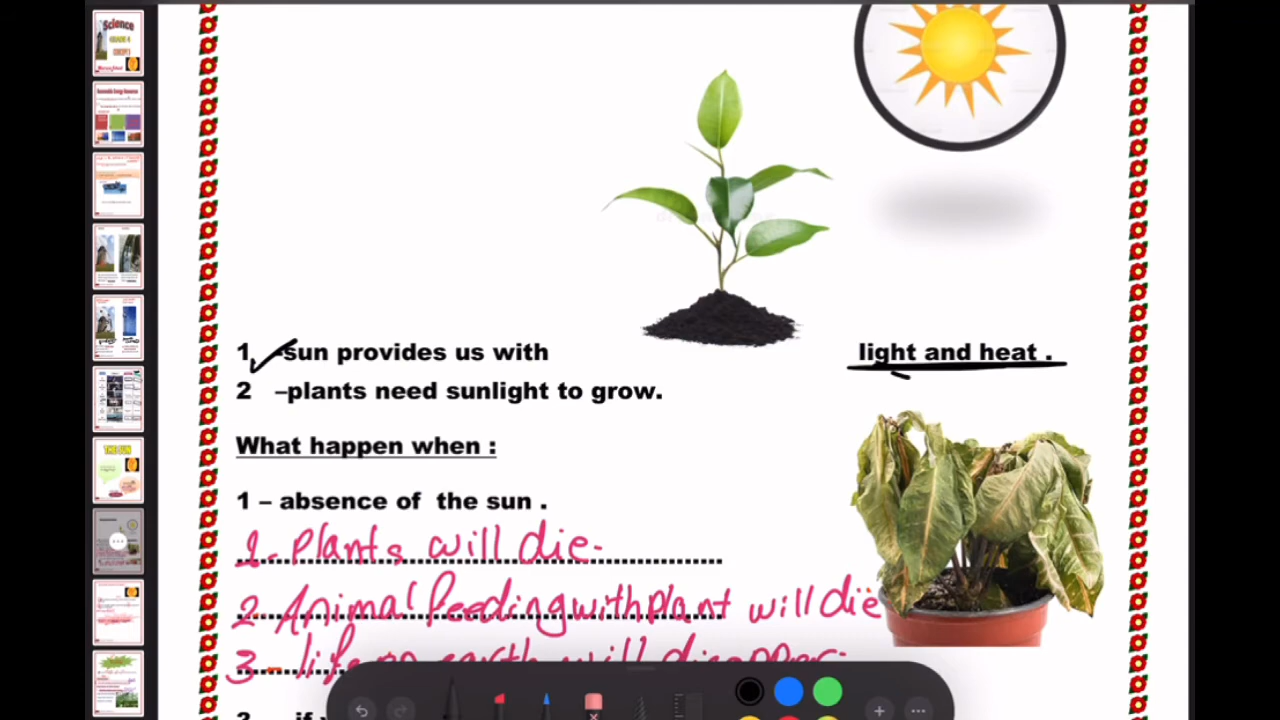 1 -sun provides us with light and heat .
2 -plants need sunlight to grow.
What happen when :
1 – absence of the sun .
1- Plants will die.
2- Animal feeding with plant will die
3- life on earth will disapper.